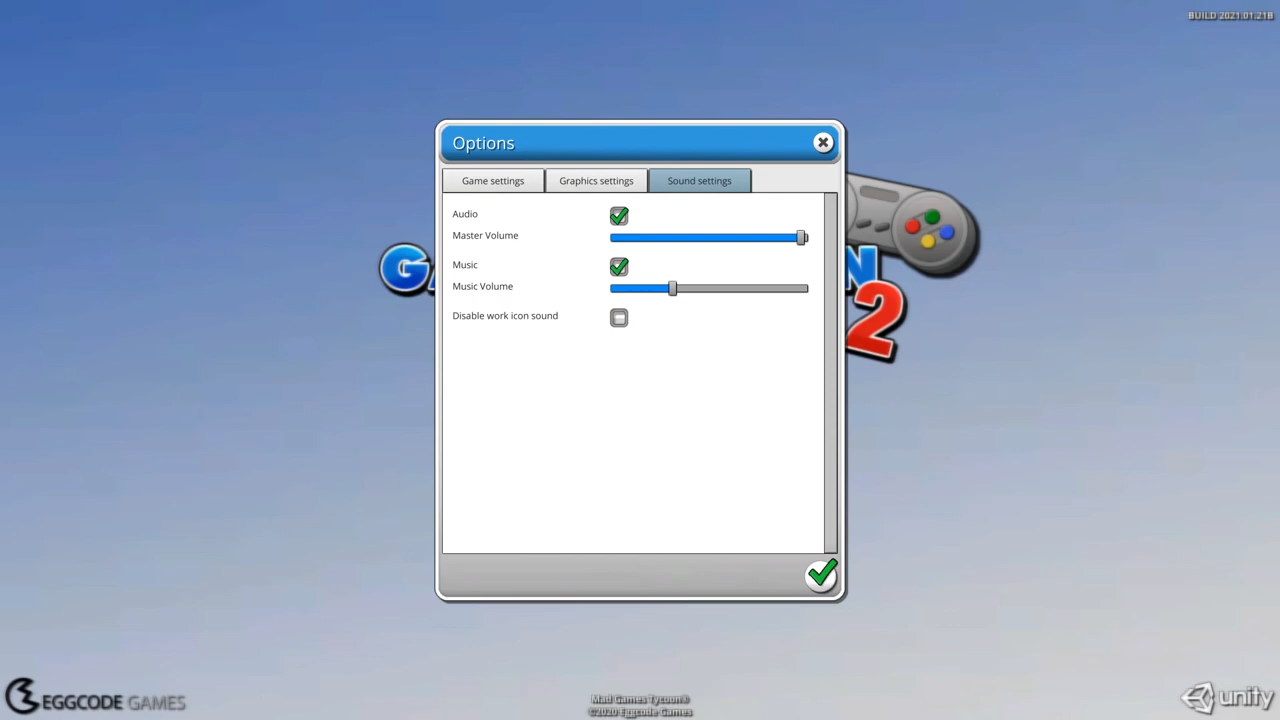 BUILD 2021.01.21B
Options
Game settings
Graphics settings
Sound settings
Audio
Master Volume
Music
Music Volume
Disable work icon sound
G
N
2
EGGCODE GAMES
Mad Games Tycoon®
©2020 Eggcode Games
unity